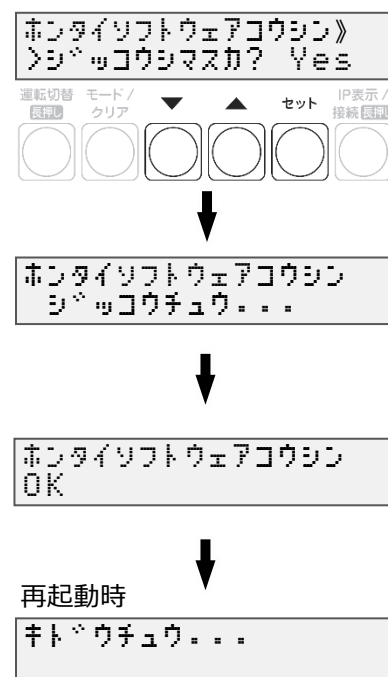 ホンタイソフトウェアコウシン》
>ジッコウシマスカ? Yes
運転切替 モード/ ▼ ▲ セット IP表示/
長押し クリア 接続 長押し
ホンタイソフトウェアコウシン
ジッコウチュウ...
ホンタイソフトウェアコウシン
OK
再起動時
キドウチュウ...